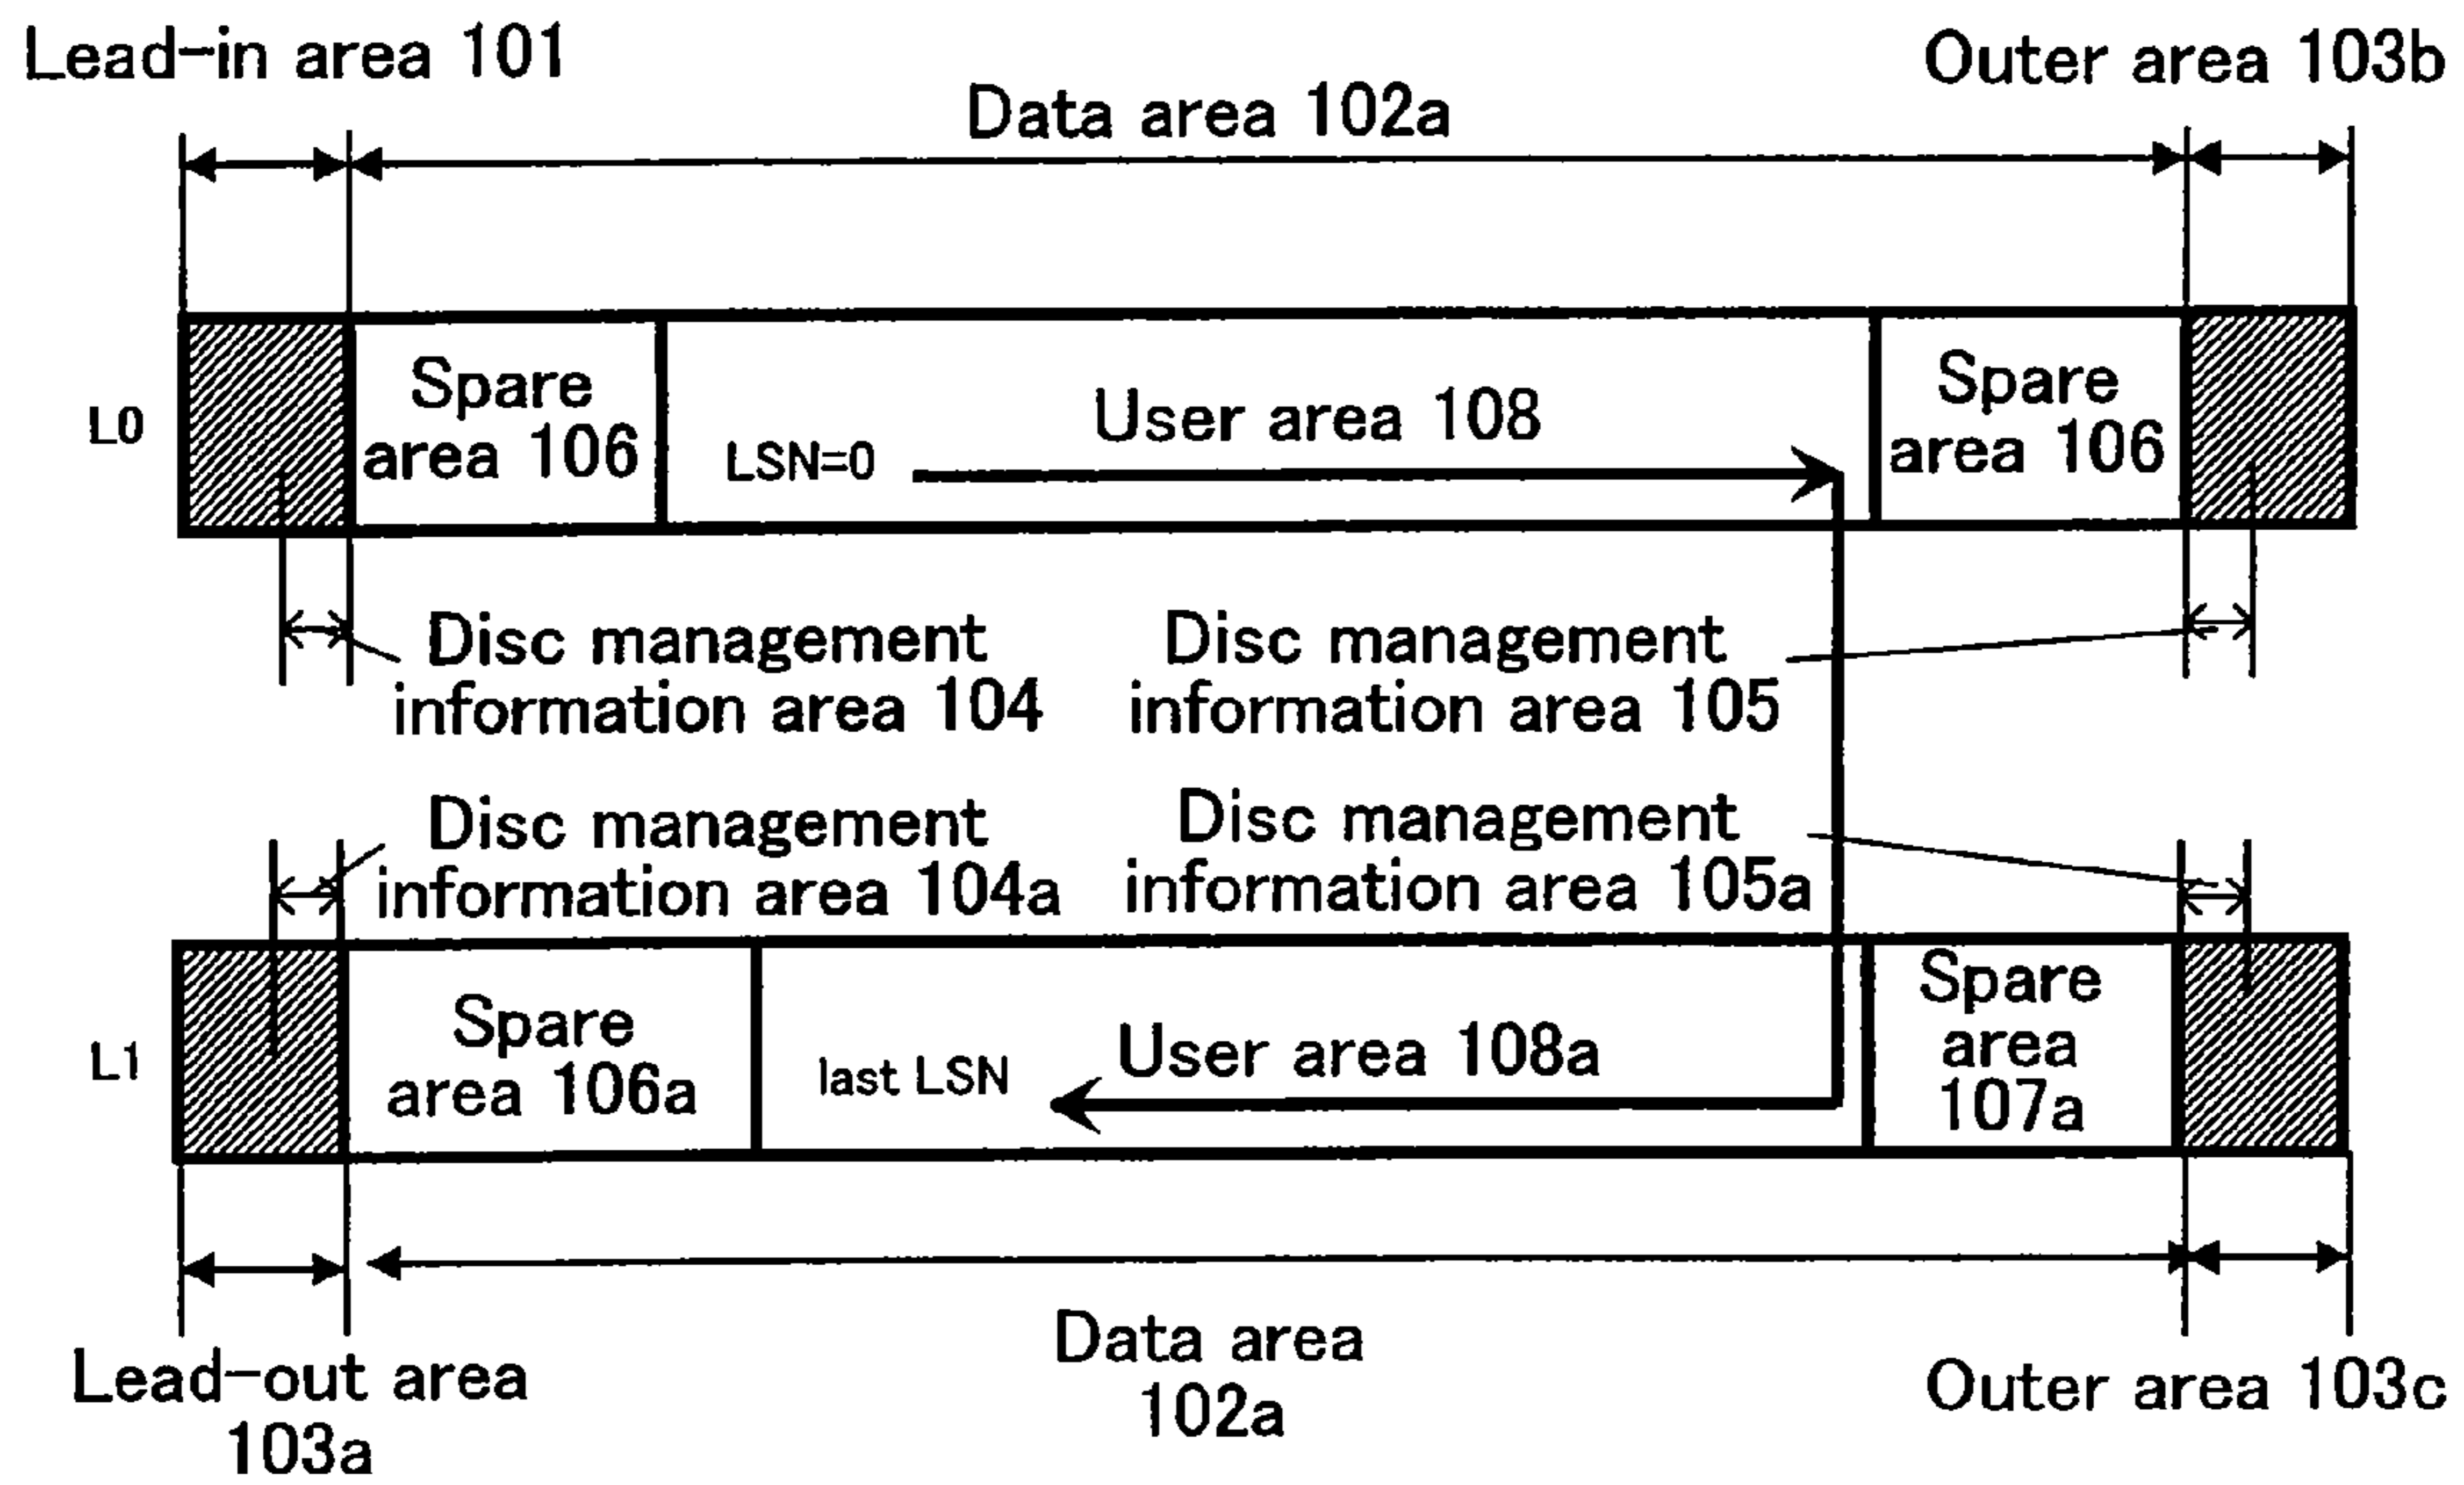 Lead-in area 101
Outer area 103b
Data area 102a
L0
Spare
area 106
LSN=0
User area 108
Spare
area 106
Disc management
information area 104
Disc management
information area 105
Disc management
information area 104a
Disc management
information area 105a
L1
Spare
area 106a
last LSN
User area 108a
Spare
area
107a
Lead-out area
103a
Data area
102a
Outer area 103c